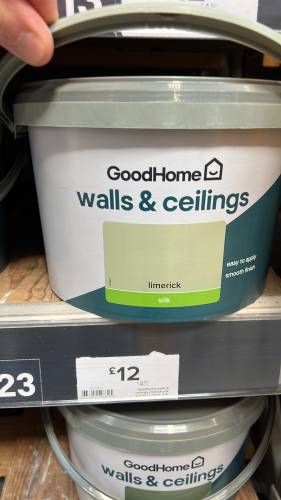 GoodHome
walls & ceilings
easy to apply
smooth finish
limerick
silk
£12
23
GoodHome
walls & ceilings